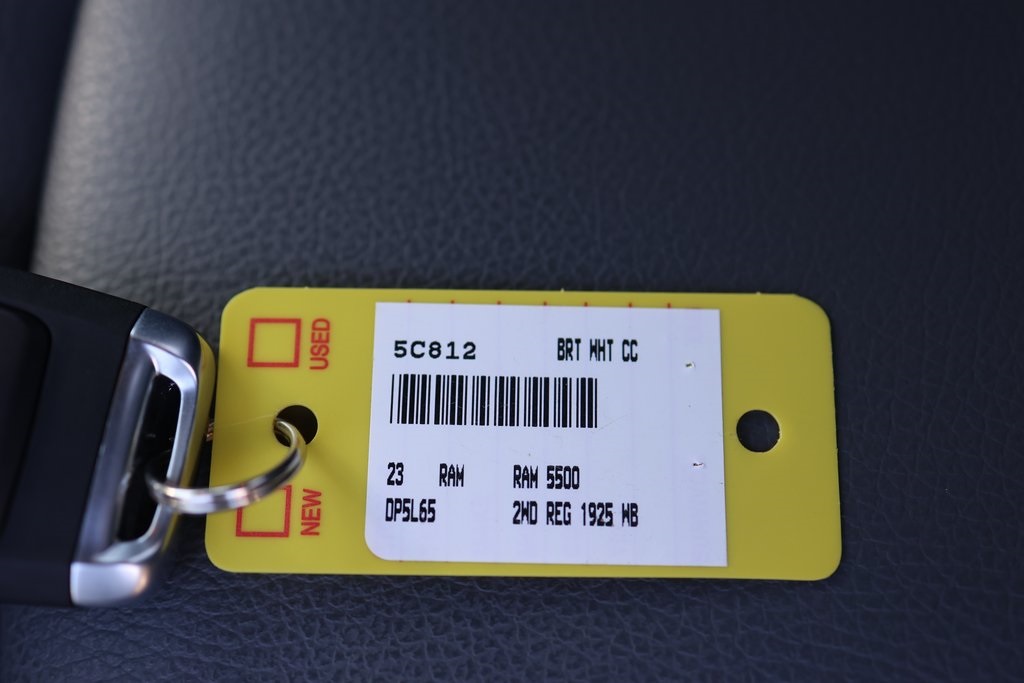 USED
NEW
5C812 BRT WHT CC
23 RAM RAM 5500
DP5L65 2WD REG 1925 WB